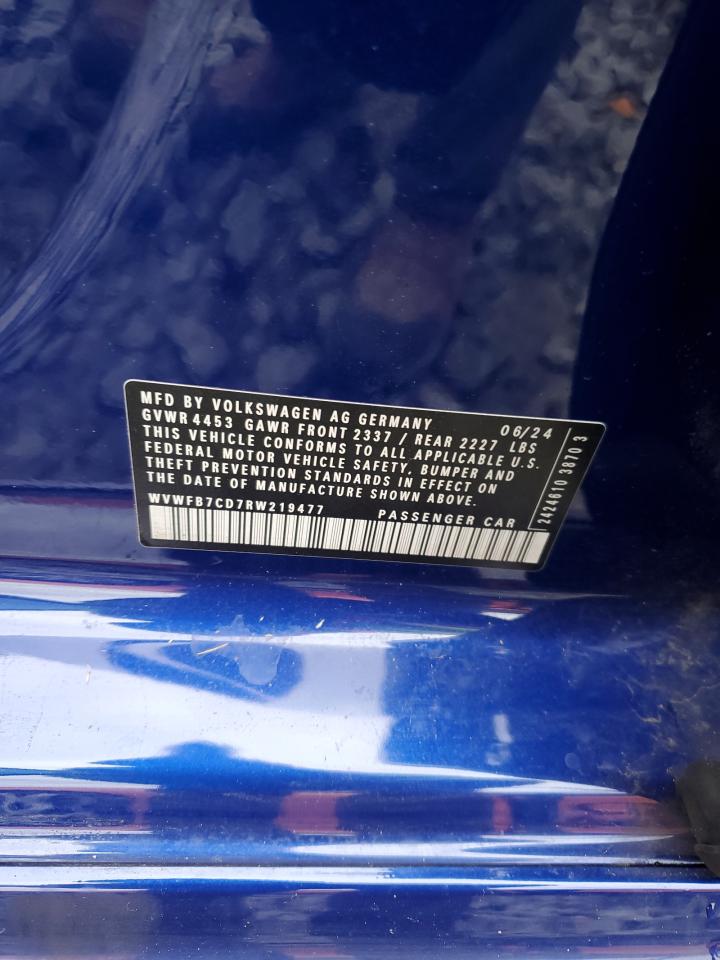 MFD BY VOLKSWAGEN AG GERMANY 06/24
GVWR 4453 GAWR FRONT 2337 / REAR 2227 LBS
THIS VEHICLE CONFORMS TO ALL APPLICABLE U.S.
FEDERAL MOTOR VEHICLE SAFETY, BUMPER AND
THEFT PREVENTION STANDARDS IN EFFECT ON
THE DATE OF MANUFACTURE SHOWN ABOVE.
WVWFB7CD7RW219477 PASSENGER CAR
2424610 3870 3